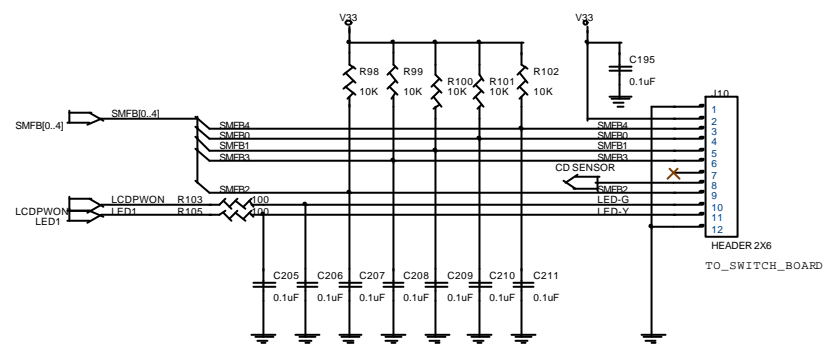 V33
V33
R98
10K
R99
10K
R100
10K
R101
10K
R102
10K
C195
0.1uF
J10
SMFB[0..4]
SMFB[0..4]
SMFB4
SMFB0
SMFB1
SMFB3
SMFB2
SMFB4
SMFB0
SMFB1
SMFB3
CD SENSOR
SMFB2
LED-G
LED-Y
1
2
3
4
5
6
7
8
9
10
11
12
LCDPWON
LED1
LCDPWON
LED1
R103
100
R105
100
HEADER 2X6
TO_SWITCH_BOARD
C205
0.1uF
C206
0.1uF
C207
0.1uF
C208
0.1uF
C209
0.1uF
C210
0.1uF
C211
0.1uF